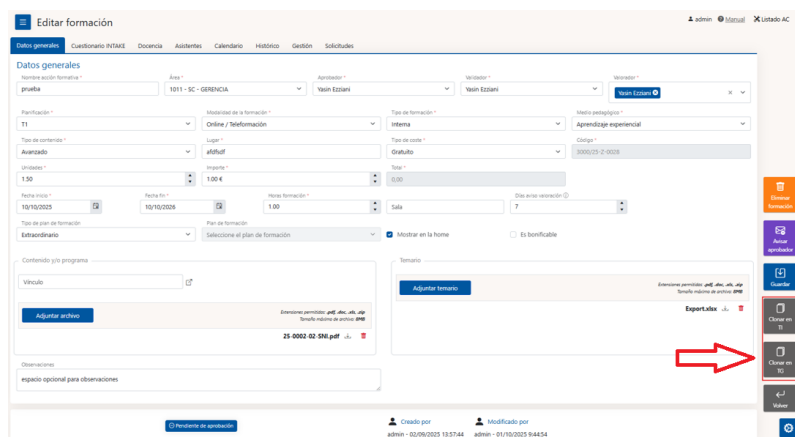 Editar formación
admin Manual Listado AC
Datos generales Cuestionario INTAKE Docencia Asistentes Calendario Histórico Gestión Solicitudes
Datos generales
Nombre acción formativa * Área * Aprobador * Validador * Valorador *
prueba 1011 - SC - GERENCIA Yasin Ezziani Yasin Ezziani Yasin Ezziani
Planificación * Modalidad de la formación * Tipo de formación * Medio pedagógico *
T1 Online / Teleformación Interna Aprendizaje experiencial
Tipo de contenido * Lugar * Tipo de coste * Código *
Avanzado afdfsdf Gratuito 3000/25-2-0028
Unidades * Importe * Total *
1.50 1.00 € 0,00
Fecha inicio * Fecha fin * Horas formación * Días aviso valoración
10/10/2025 10/10/2026 1.00 Sala 7
Tipo de plan de formación Plan de formación
Extraordinario Seleccione el plan de formación Mostrar en la home Es bonificable
Contenido y/o programa Temario
Vínculo
Adjuntar temario
Extensiones permitidas: .pdf, .doc, .xls, .zip
Tamaño máximo de archivo: 8MB
Adjuntar archivo
Extensiones permitidas: .pdf, .doc, .xls, .zip
Tamaño máximo de archivo: 8MB
Export.xlsx
25-0002-02-ShI.pdf
Observaciones
espacio opcional para observaciones
Pendiente de aprobación
Creado por Modificado por
admin - 02/09/2025 13:57:44 admin - 01/10/2025 9:44:54
Eliminar
formación
Avisar
aprobador
Guardar
Clonar en
TI
Clonar en
TG
Volver